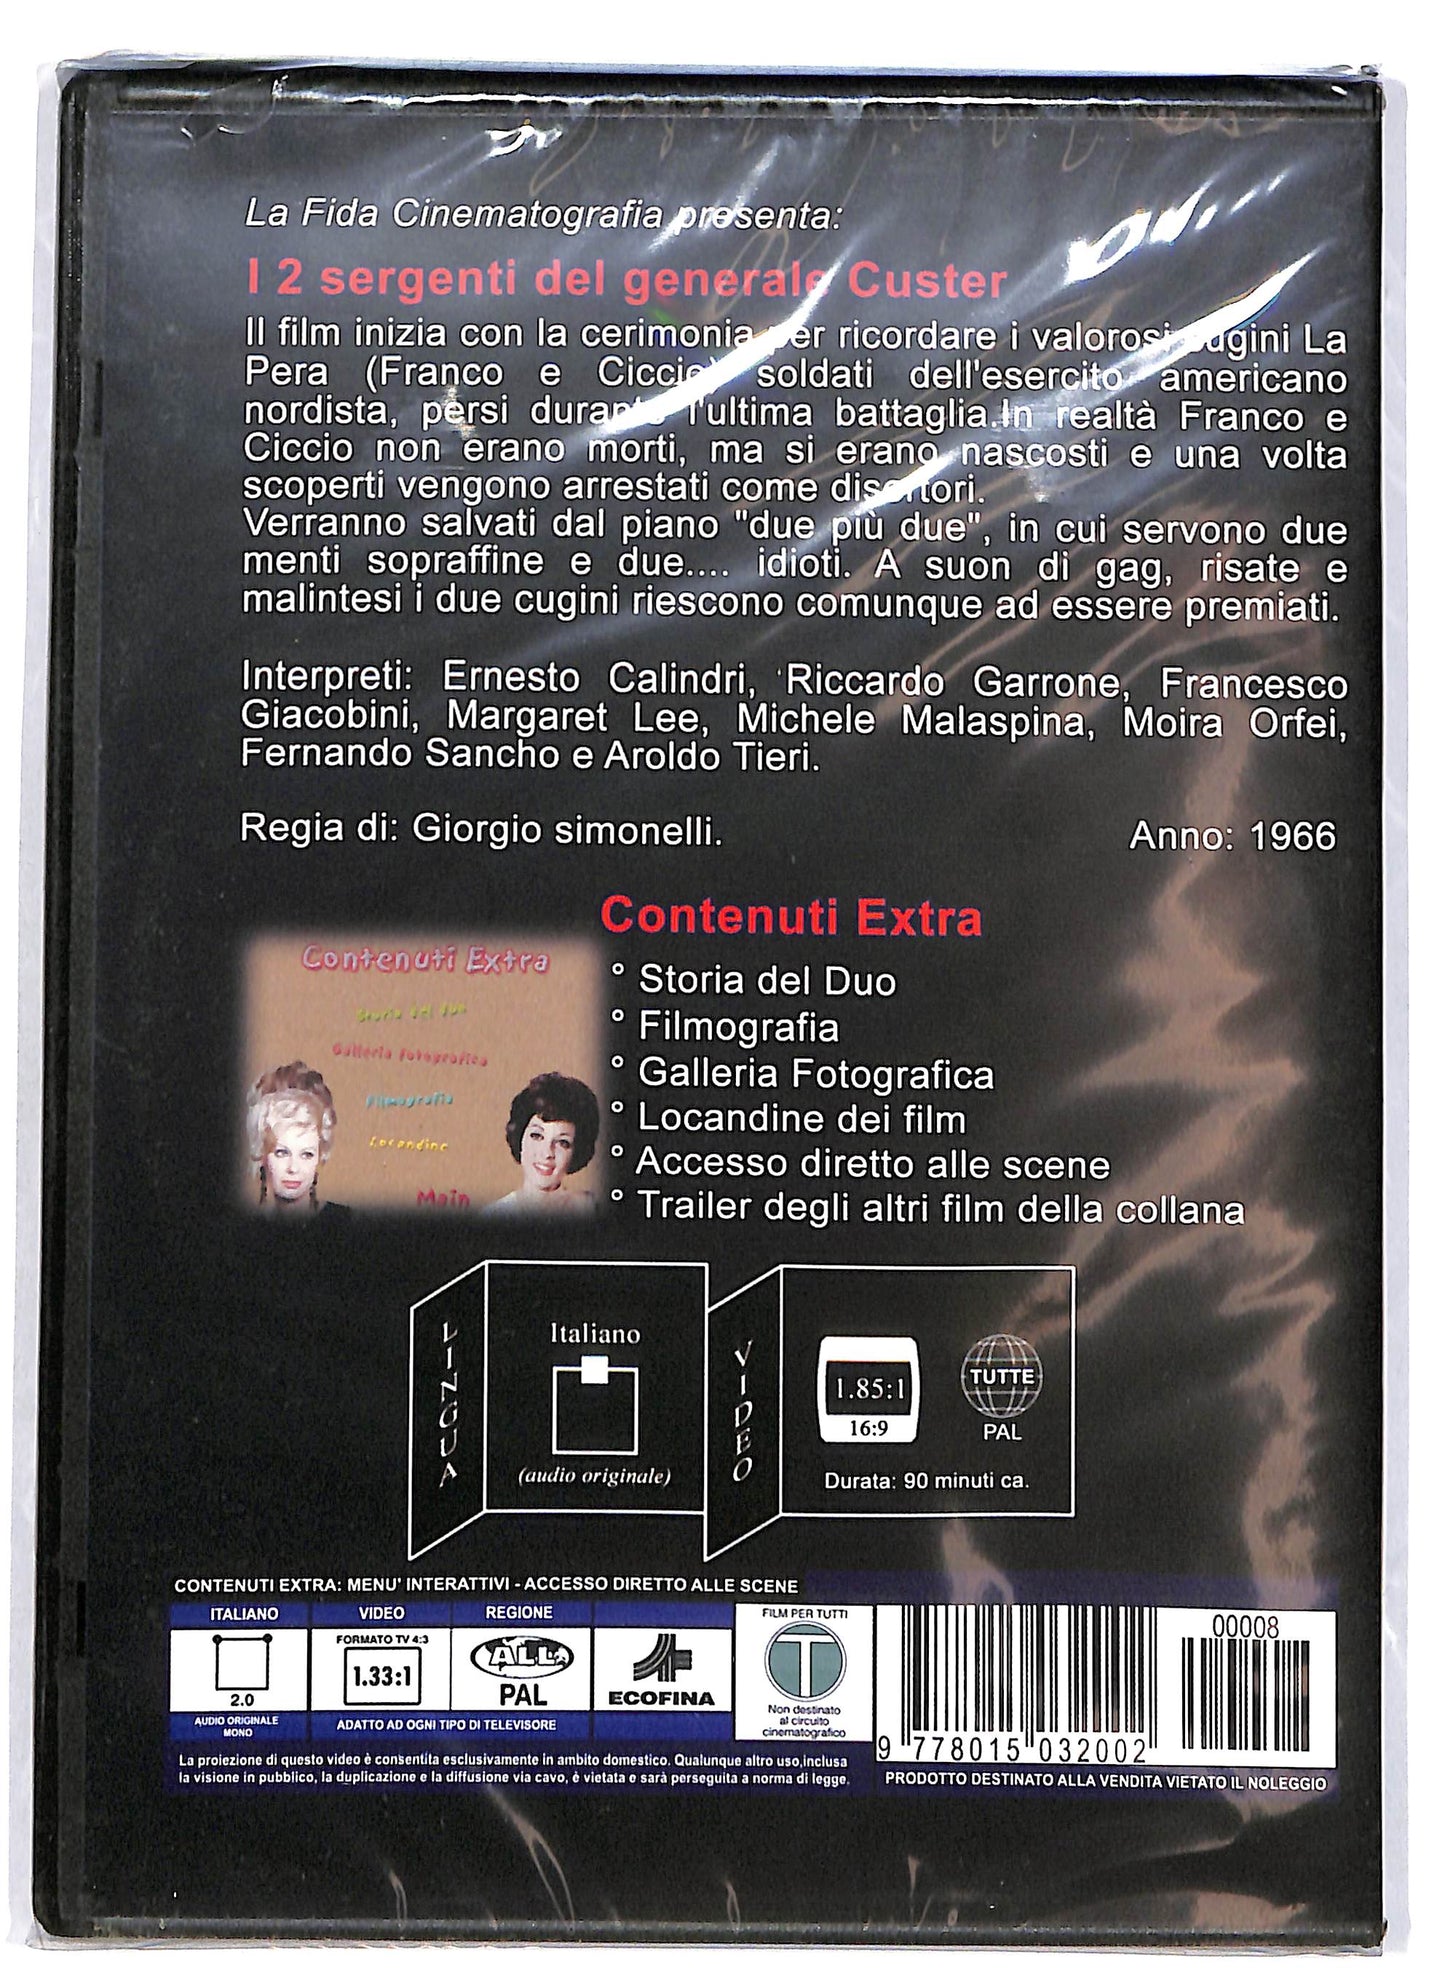 La Fida Cinematografia presenta:
I 2 sergenti del generale Custer
Il film inizia con la cerimonia per ricordare i valorosi cugini La
Pera (Franco e Ciccio) soldati dell'esercito americano
nordista, persi durante l'ultima battaglia.In realtà Franco e
Ciccio non erano morti, ma si erano nascosti e una volta
scoperti vengono arrestati come disertori.
Verranno salvati dal piano "due più due", in cui servono due
menti sopraffine e due.... idioti. A suon di gag, risate e
malintesi i due cugini riescono comunque ad essere premiati.
Interpreti: Ernesto Calindri, Riccardo Garrone, Francesco
Giacobini, Margaret Lee, Michele Malaspina, Moira Orfei,
Fernando Sancho e Aroldo Tieri.
Regia di: Giorgio simonelli.
Anno: 1966
Contenuti Extra
° Storia del Duo
° Filmografia
° Galleria Fotografica
° Locandine dei film
° Accesso diretto alle scene
° Trailer degli altri film della collana
Contenuti Extra
Storia del Duo
Galleria Fotografica
Filmografia
Locandine
Main
LINGUA
Italiano
(audio originale)
VIDEO
1.85:1
16:9
TUTTE
PAL
Durata: 90 minuti ca.
CONTENUTI EXTRA: MENU' INTERATTIVI - ACCESSO DIRETTO ALLE SCENE
ITALIANO
2.0
AUDIO ORIGINALE
MONO
VIDEO
FORMATO TV 4:3
1.33:1
REGIONE
ALL
PAL
ADATTO AD OGNI TIPO DI TELEVISORE
ECOFINA
FILM PER TUTTI
T
Non destinato
al circuito
cinematografico
00008
9 778015 032002
La proiezione di questo video è consentita esclusivamente in ambito domestico. Qualunque altro uso,inclusa
la visione in pubblico, la duplicazione e la diffusione via cavo, è vietata e sarà perseguita a norma di legge.
PRODOTTO DESTINATO ALLA VENDITA VIETATO IL NOLEGGIO